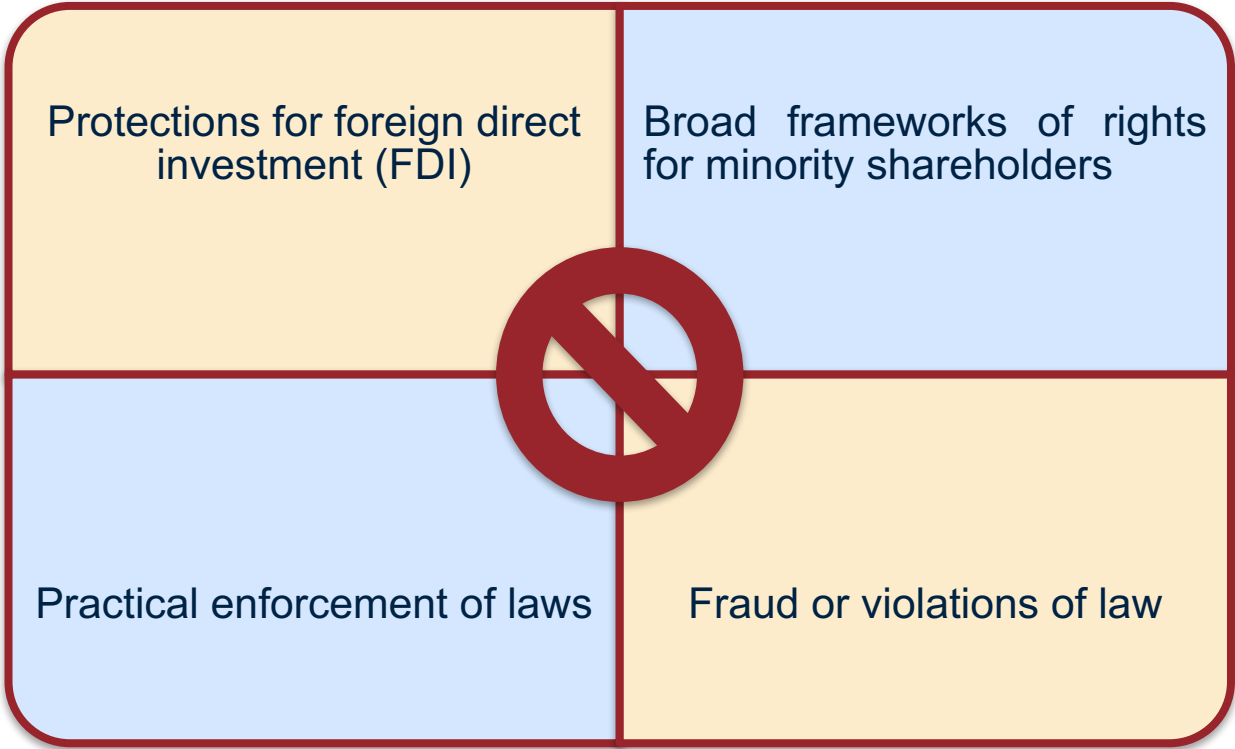 Protections for foreign direct
investment (FDI)
Broad frameworks of rights
for minority shareholders
Practical enforcement of laws
Fraud or violations of law